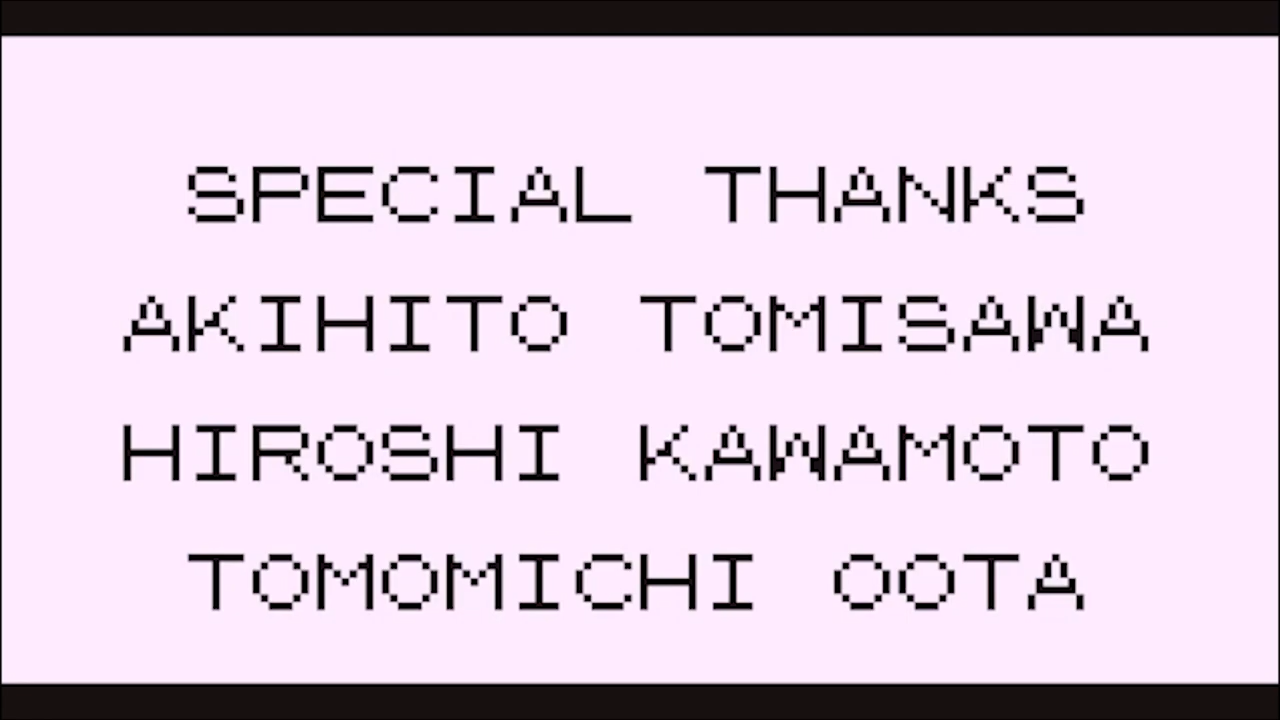 SPECIAL THANKS
AKIHITO TOMISAWA
HIROSHI KAWAMOTO
TOMOMICHI OOTA